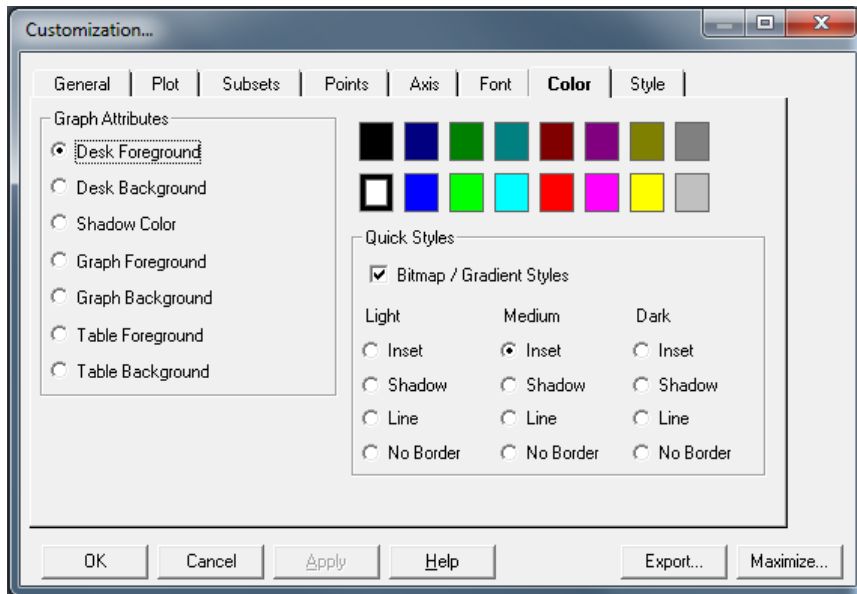 Customization...
General Plot Subsets Points Axis Font Color Style
Graph Attributes
Desk Foreground
Desk Background
Shadow Color
Graph Foreground
Graph Background
Table Foreground
Table Background
Quick Styles
Bitmap / Gradient Styles
Light Medium Dark
Inset Inset Inset
Shadow Shadow Shadow
Line Line Line
No Border No Border No Border
OK Cancel Apply Help Export... Maximize...